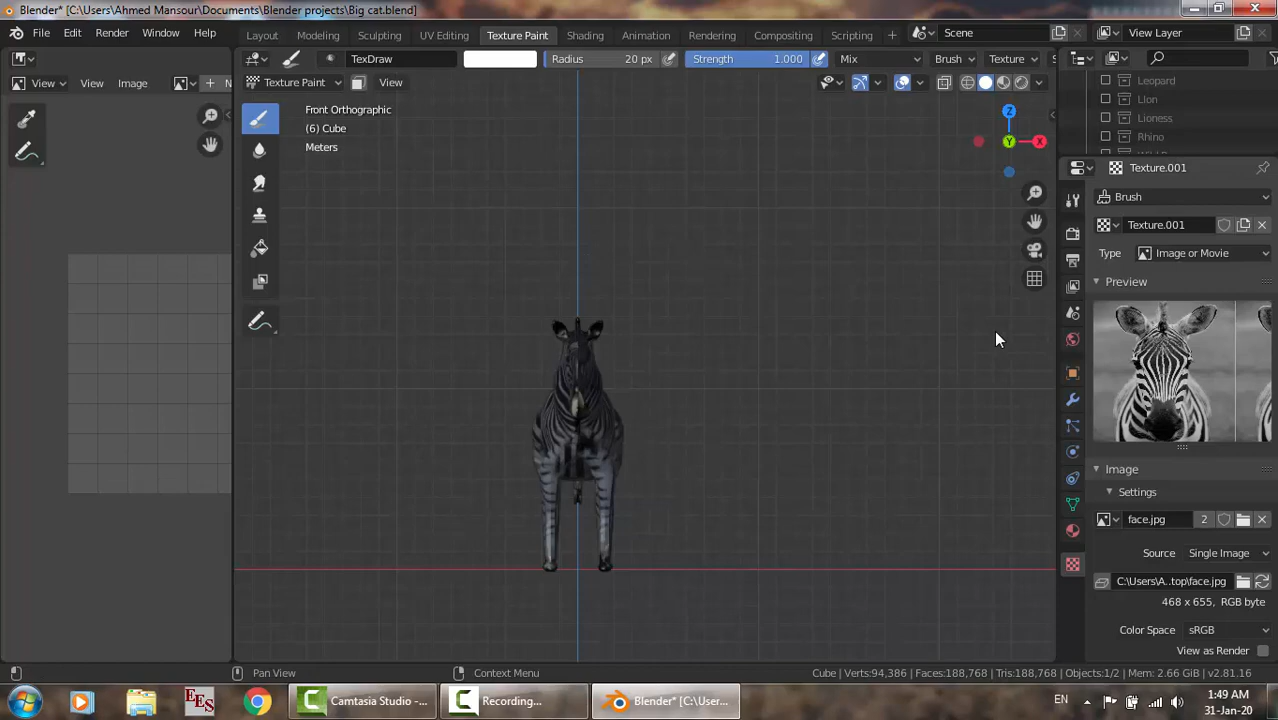 Blender* [C:\Users\Ahmed Mansour\Documents\Blender projects\Big cat.blend]
File Edit Render Window Help
Layout Modeling Sculpting UV Editing Texture Paint Shading Animation Rendering Compositing Scripting
Scene
View Layer
TexDraw
Radius 20 px
Strength 1.000
Mix
Brush
Texture
View View Image
Texture Paint View
Front Orthographic
(6) Cube
Meters
Z
Y
X
Leopard
LIon
Lioness
Rhino
Texture.001
Brush
Texture.001
Type Image or Movie
Preview
Image
Settings
face.jpg 2
Source Single Image
C:\Users\A..top\face.jpg
468 x 655, RGB byte
Color Space sRGB
View as Render
Pan View
Context Menu
Cube | Verts:94,386 | Faces:188,768 | Tris:188,768 | Objects:1/2 | Mem: 2.66 GiB | v2.81.16
EES
Camtasia Studio -...
Recording...
Blender* [C:\User...
EN
1:49 AM
31-Jan-20